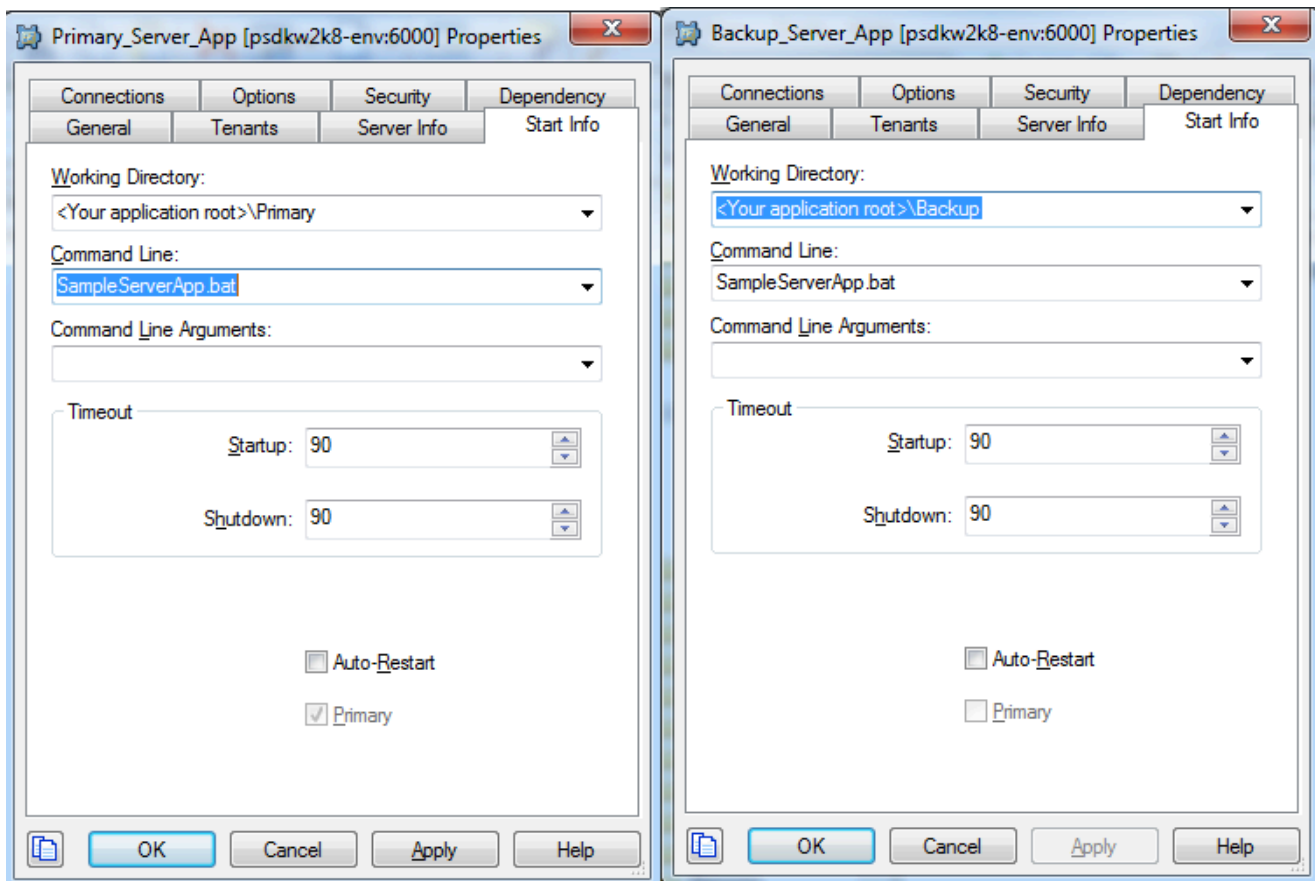 Primary_Server_App [psdkw2k8-env:6000] Properties
Connections Options Security Dependency
General Tenants Server Info Start Info
Working Directory:
<Your application root>\Primary
Command Line:
SampleServerApp.bat
Command Line Arguments:
Timeout
Startup: 90
Shutdown: 90
Auto-Restart
Primary
OK Cancel Apply Help
Backup_Server_App [psdkw2k8-env:6000] Properties
Connections Options Security Dependency
General Tenants Server Info Start Info
Working Directory:
<Your application root>\Backup
Command Line:
SampleServerApp.bat
Command Line Arguments:
Timeout
Startup: 90
Shutdown: 90
Auto-Restart
Primary
OK Cancel Apply Help